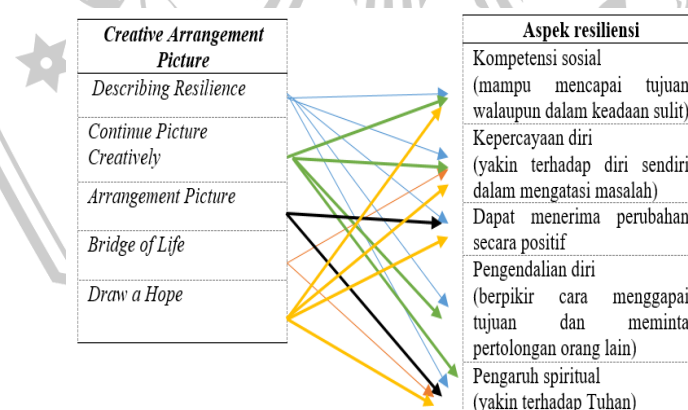 Creative Arrangement
Picture
Describing Resilience
Continue Picture
Creatively
Arrangement Picture
Bridge of Life
Draw a Hope
Aspek resiliensi
Kompetensi sosial
(mampu mencapai tujuan
walaupun dalam keadaan sulit)
Kepercayaan diri
(yakin terhadap diri sendiri
dalam mengatasi masalah)
Dapat menerima perubahan
secara positif
Pengendalian diri
(berpikir cara menggapai
tujuan dan meminta
pertolongan orang lain)
Pengaruh spiritual
(yakin terhadap Tuhan)